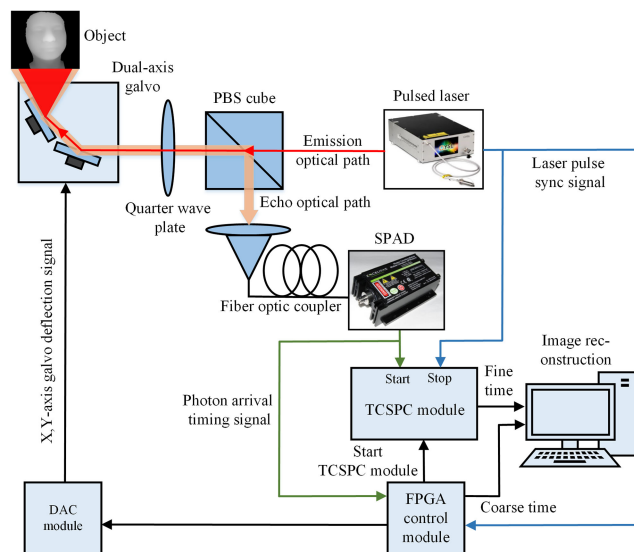 Object
Dual-axis
galvo
PBS cube
Pulsed laser
Emission
optical path
Laser pulse
sync signal
Quarter wave
plate
Echo optical path
SPAD
Fiber optic coupler
X,Y-axis galvo deflection signal
Image rec-
onstruction
Start
Stop
Fine
time
TCSPC module
Photon arrival
timing signal
Start
TCSPC module
DAC
module
FPGA
control
module
Coarse time